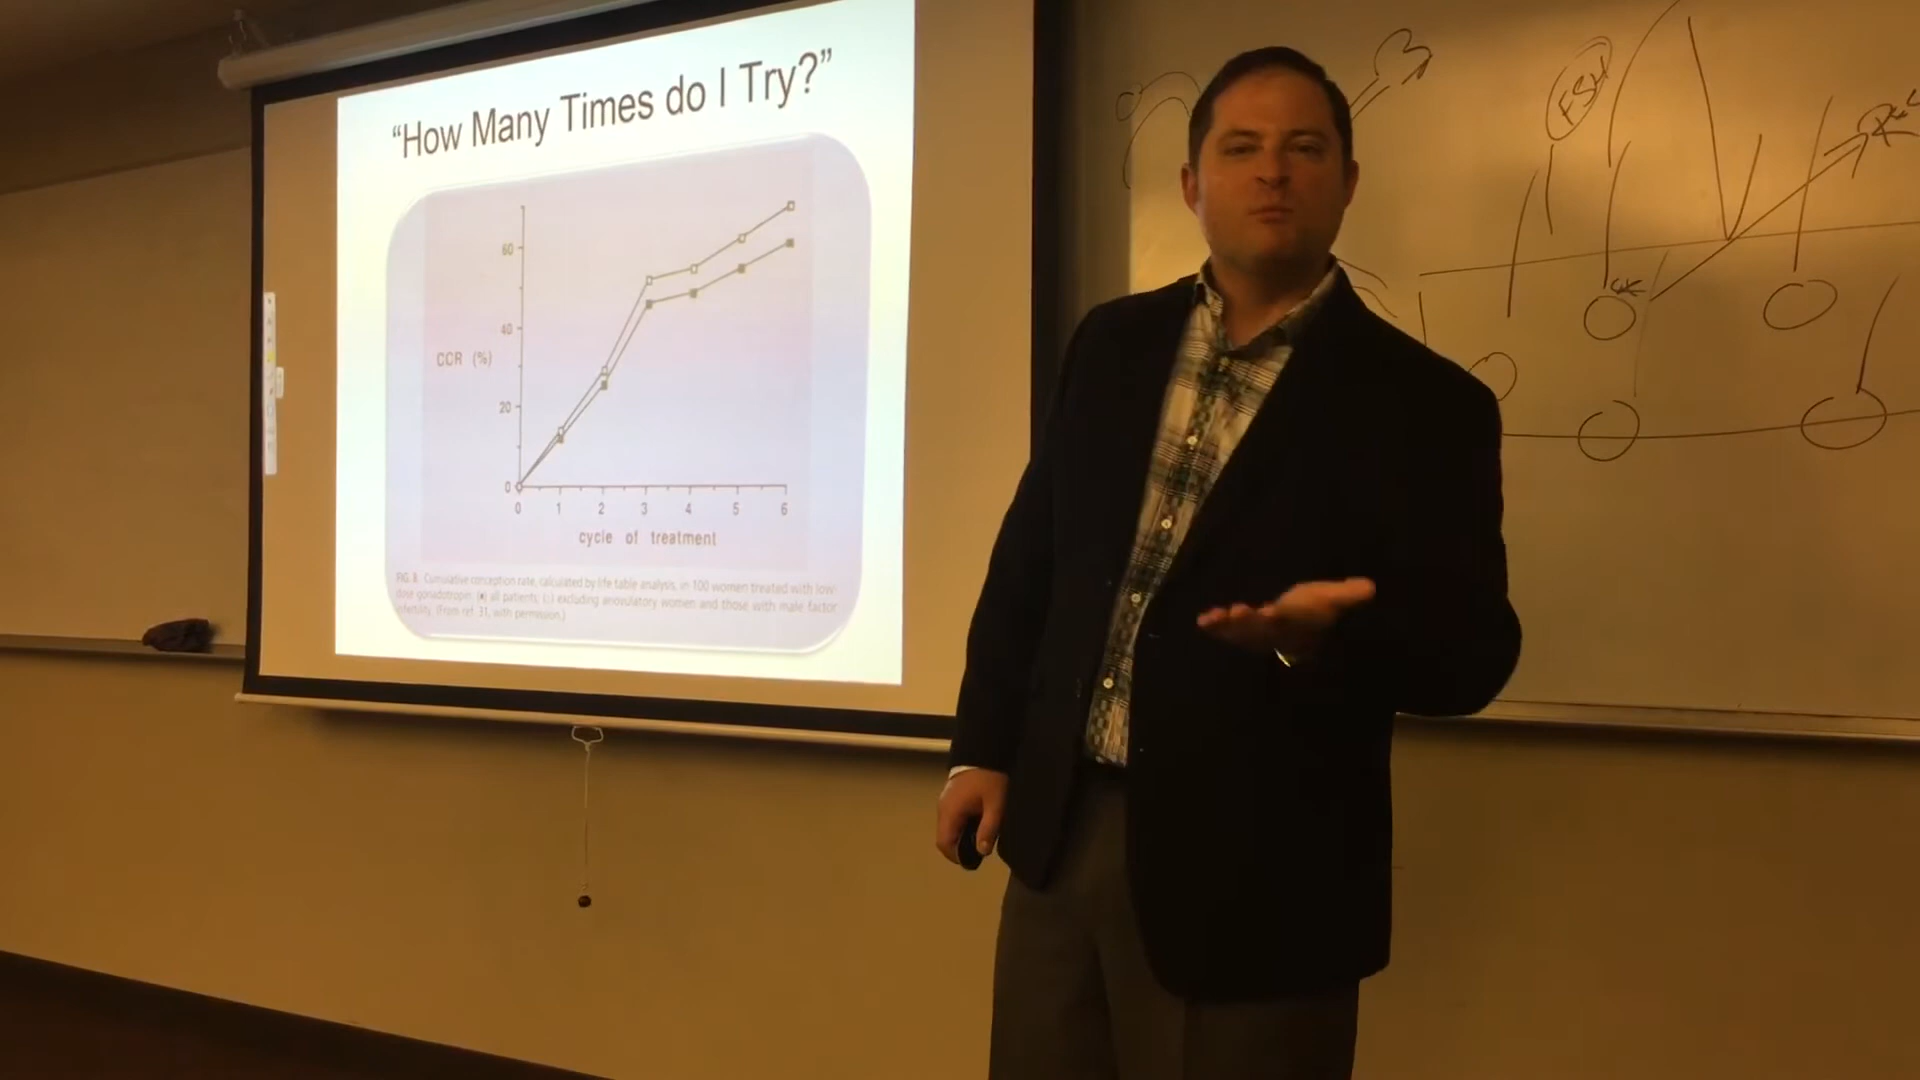 “How Many Times do I Try?”
60
40
CCR (%)
20
0
0 1 2 3 4 5 6
cycle of treatment
FIG. 8. Cumulative conception rate, calculated by life table analysis, in 100 women treated with low-
dose gonadotropin. (■) all patients; (□) excluding anovulatory women and those with male factor
infertility. (From ref. 31, with permission.)
FSH